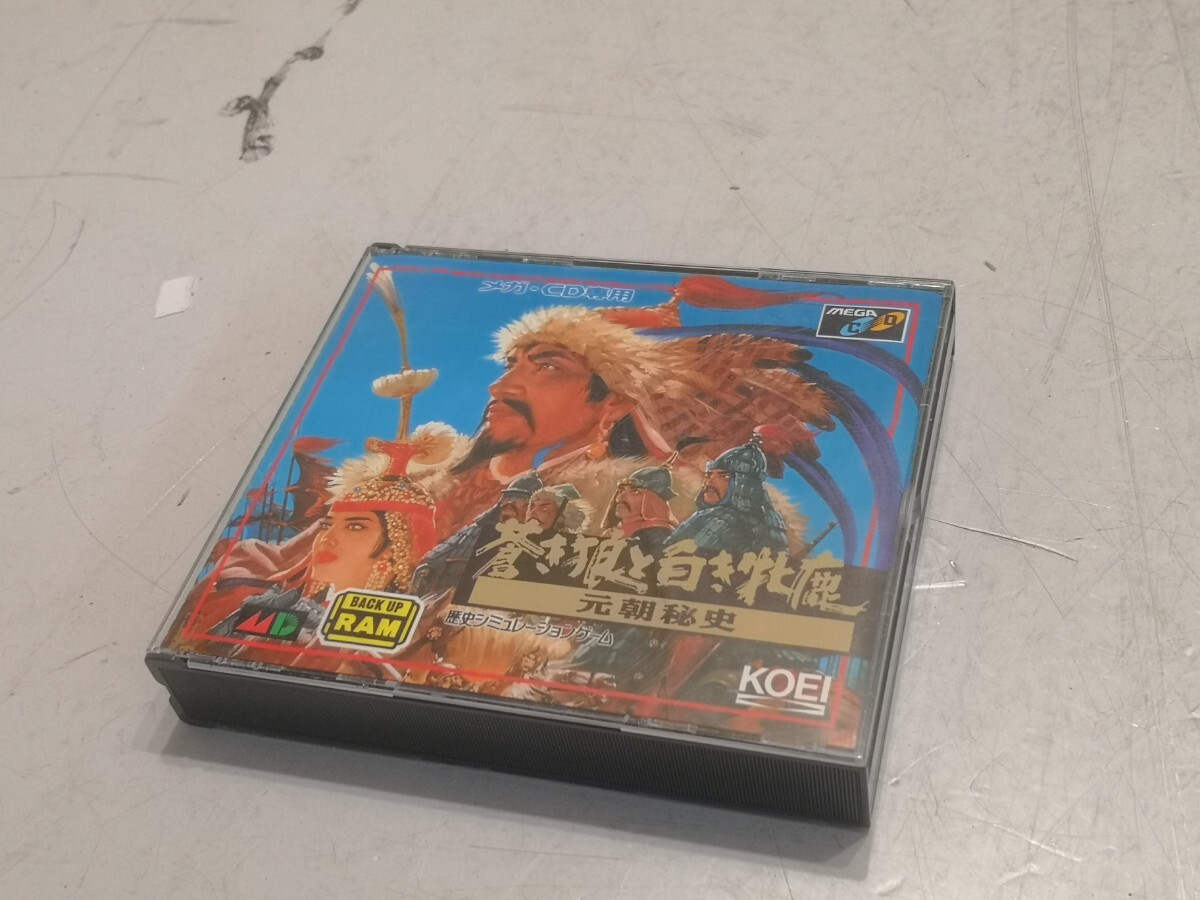 メガ-CD専用
MEGA
CD
蒼き狼と白き牝鹿
元朝秘史
歴史シミュレーションゲーム
MD
BACK UP
RAM
KOEI